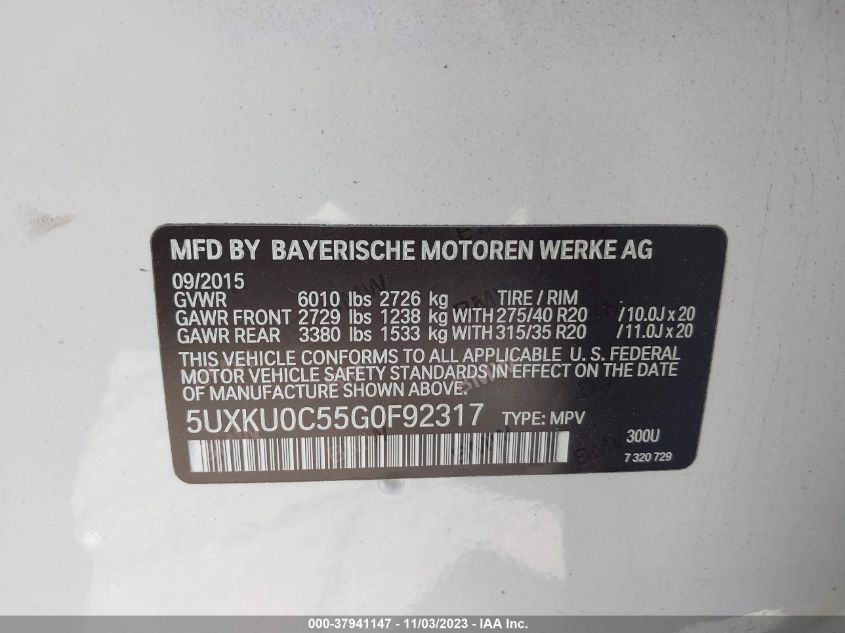 MFD BY BAYERISCHE MOTOREN WERKE AG
09/2015
GVWR 6010 lbs 2726 kg TIRE / RIM
GAWR FRONT 2729 lbs 1238 kg WITH 275/40 R20 /10.0J x 20
GAWR REAR 3380 lbs 1533 kg WITH 315/35 R20 /11.0J x 20
THIS VEHICLE CONFORMS TO ALL APPLICABLE U. S. FEDERAL
MOTOR VEHICLE SAFETY STANDARDS IN EFFECT ON THE DATE
OF MANUFACTURE SHOWN ABOVE.
5UXKU0C55G0F92317 TYPE: MPV
300U
7 320 729
000-37941147 - 11/03/2023 - IAA Inc.